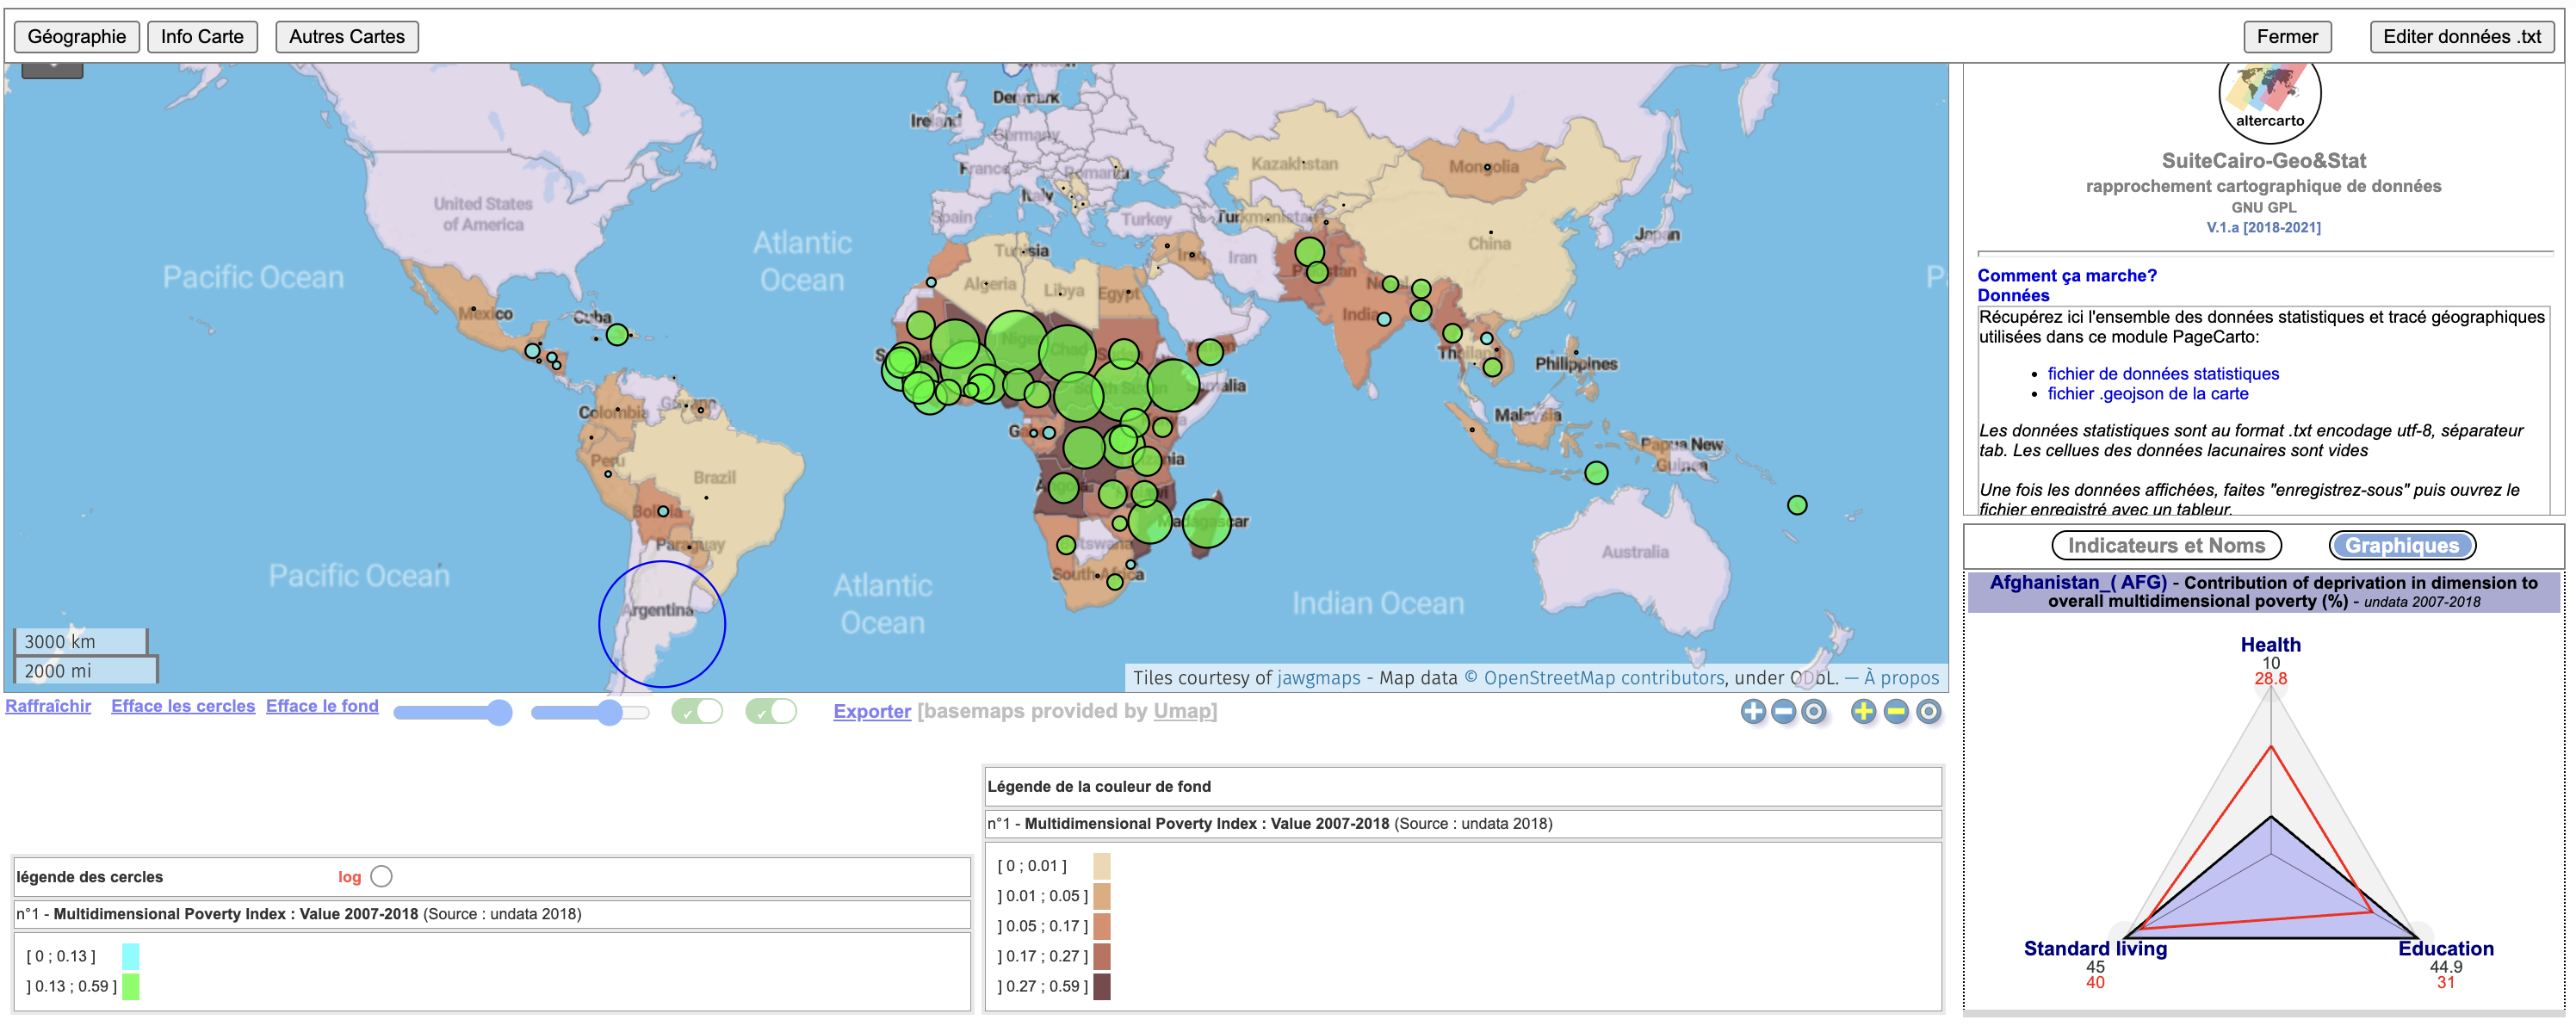 Géographie
Info Carte
Autres Cartes
Fermer
Editer données .txt
Denmark
Ireland
Germany
France
Romania
Italy
Spain
Turkey
Kazakhstan
Mongolia
Turkmenistan
China
Japan
Iran
Iraq
Tunisia
Algeria
Libya
Egypt
United States
of America
Atlantic
Ocean
Pacific Ocean
Mexico
Cuba
Pakistan
Nepal
India
Niger
Chad
Sudan
Yemen
Thailand
Philippines
South Sudan
Somalia
Colombia
Guyana
Malaysia
Papua New
Guinea
Peru
Brazil
Angola
Malawi
Bolivia
Madagascar
Paraguay
Botswana
South Africa
Australia
Pacific Ocean
Atlantic
Ocean
Indian Ocean
Argentina
3000 km
2000 mi
Tiles courtesy of jawgmaps - Map data © OpenStreetMap contributors, under ODbL. — À propos
Raffraîchir
Efface les cercles
Efface le fond
Exporter [basemaps provided by Umap]
légende des cercles
log
n°1 - Multidimensional Poverty Index : Value 2007-2018 (Source : undata 2018)
[ 0 ; 0.13 ]
] 0.13 ; 0.59 ]
Légende de la couleur de fond
n°1 - Multidimensional Poverty Index : Value 2007-2018 (Source : undata 2018)
[ 0 ; 0.01 ]
] 0.01 ; 0.05 ]
] 0.05 ; 0.17 ]
] 0.17 ; 0.27 ]
] 0.27 ; 0.59 ]
altercarto
SuiteCairo-Geo&Stat
rapprochement cartographique de données
GNU GPL
V.1.a [2018-2021]
Comment ça marche?
Données
Récupérez ici l'ensemble des données statistiques et tracé géographiques
utilisées dans ce module PageCarto:
• fichier de données statistiques
• fichier .geojson de la carte
Les données statistiques sont au format .txt encodage utf-8, séparateur
tab. Les cellues des données lacunaires sont vides
Une fois les données affichées, faites "enregistrez-sous" puis ouvrez le
fichier enregistré avec un tableur.
Indicateurs et Noms
Graphiques
Afghanistan_( AFG) - Contribution of deprivation in dimension to
overall multidimensional poverty (%) - undata 2007-2018
Health
10
28.8
Standard living
45
40
Education
44.9
31